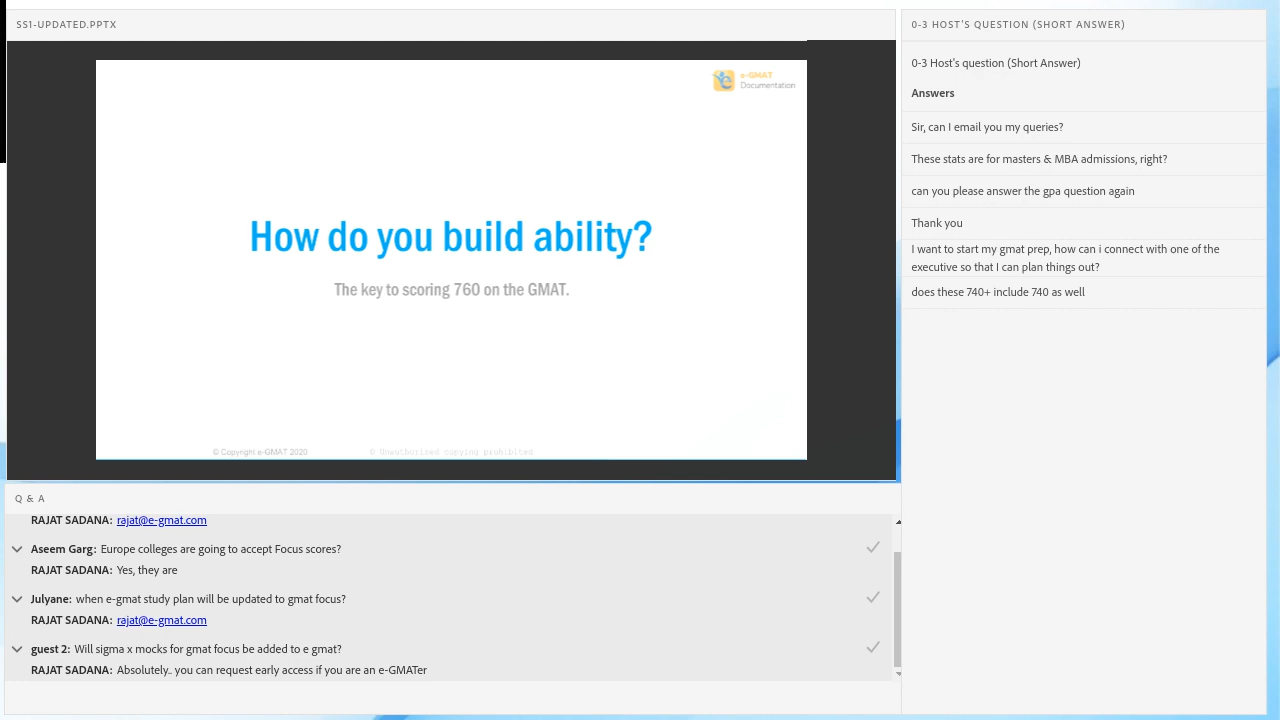 SS1-UPDATED.PPTX
e-GMAT
Documentation
How do you build ability?
The key to scoring 760 on the GMAT.
© Copyright e-GMAT 2020
© Unauthorized copying prohibited
Q & A
RAJAT SADANA: rajat@e-gmat.com
Aseem Garg: Europe colleges are going to accept Focus scores?
RAJAT SADANA: Yes, they are
Julyane: when e-gmat study plan will be updated to gmat focus?
RAJAT SADANA: rajat@e-gmat.com
guest 2: Will sigma x mocks for gmat focus be added to e gmat?
RAJAT SADANA: Absolutely.. you can request early access if you are an e-GMATer
0-3 HOST'S QUESTION (SHORT ANSWER)
0-3 Host's question (Short Answer)
Answers
Sir, can I email you my queries?
These stats are for masters & MBA admissions, right?
can you please answer the gpa question again
Thank you
I want to start my gmat prep, how can i connect with one of the
executive so that I can plan things out?
does these 740+ include 740 as well